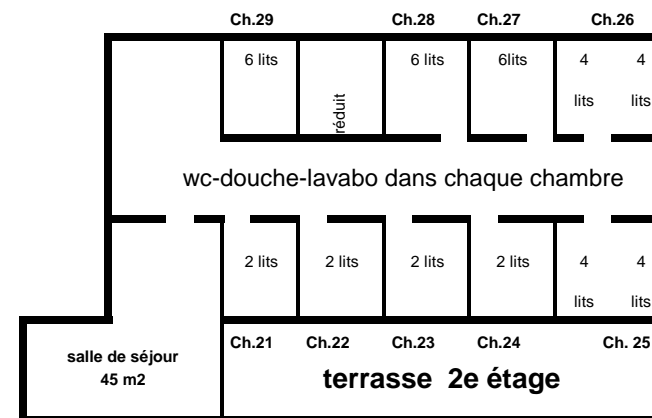 Ch.29 Ch.28 Ch.27 Ch.26
6 lits 6 lits 6lits 4 4
lits lits
réduit
wc-douche-lavabo dans chaque chambre
2 lits 2 lits 2 lits 2 lits 4 4
lits lits
Ch.21 Ch.22 Ch.23 Ch.24 Ch. 25
salle de séjour
45 m2
terrasse 2e étage